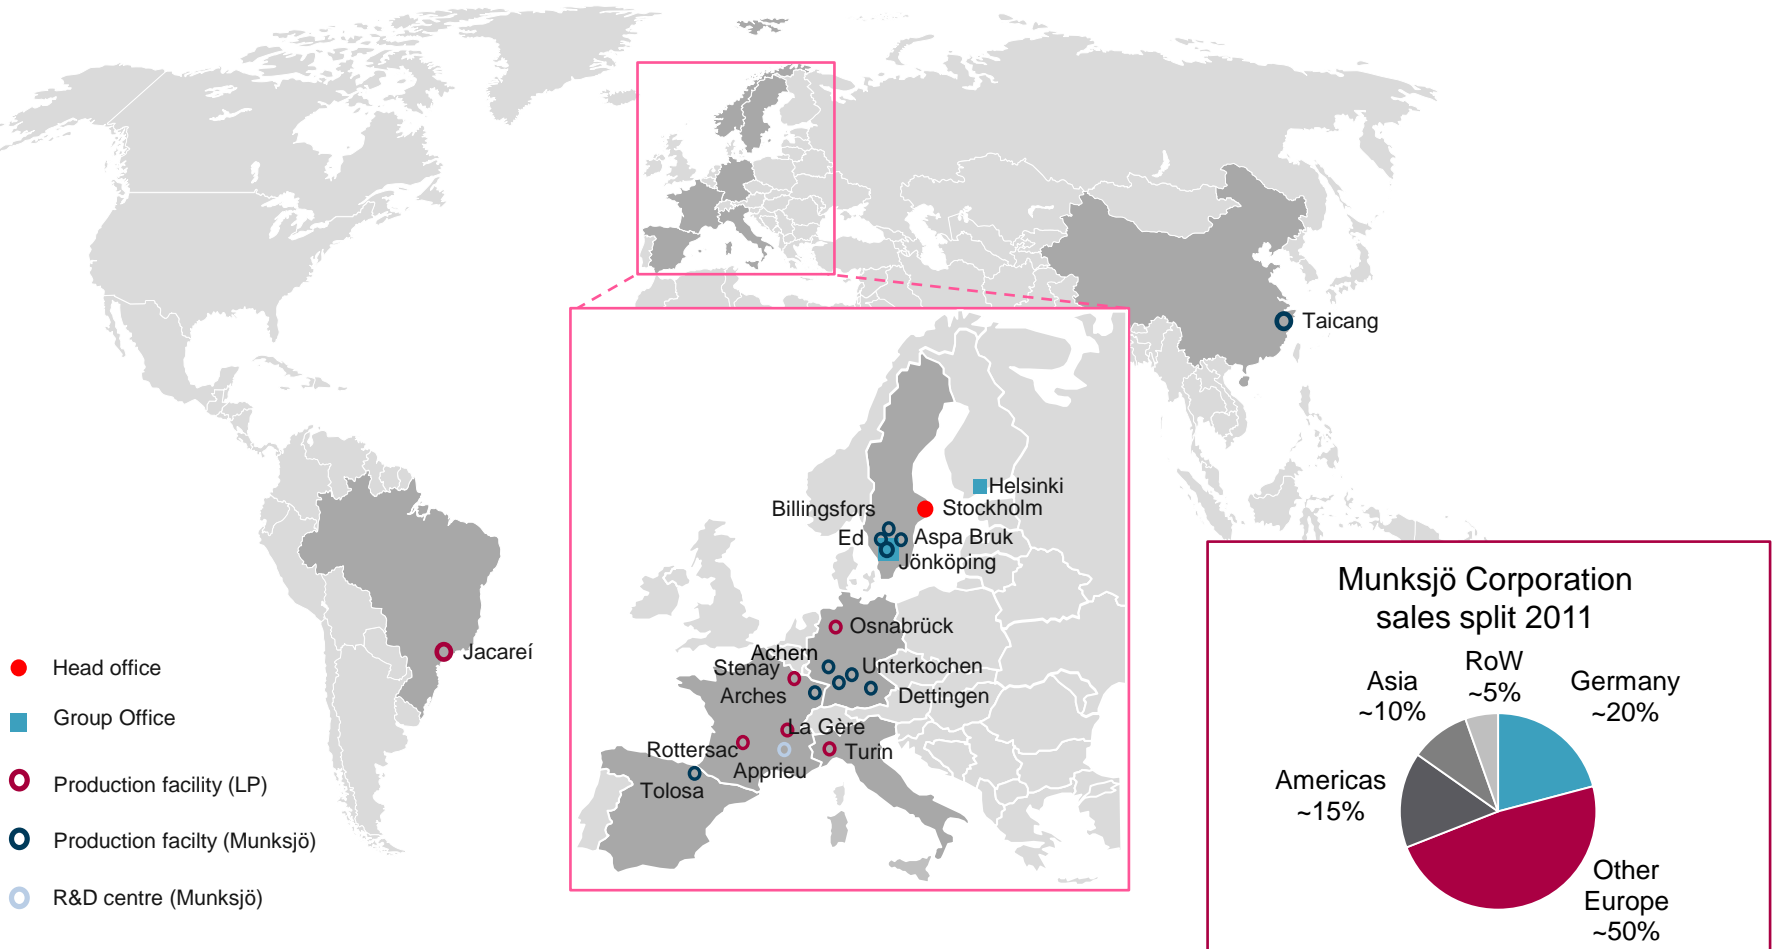 Taicang
Helsinki
Billingsfors
Stockholm
Ed
Aspa Bruk
Jönköping
Osnabrück
Achern
Stenay
Unterkochen
Arches
Dettingen
La Gère
Rottersac
Turin
Apprieu
Tolosa
Jacareí
Head office
Group Office
Production facility (LP)
Production facilty (Munksjö)
R&D centre (Munksjö)
Munksjö Corporation
sales split 2011
RoW
~5%
Asia
~10%
Germany
~20%
Americas
~15%
Other
Europe
~50%